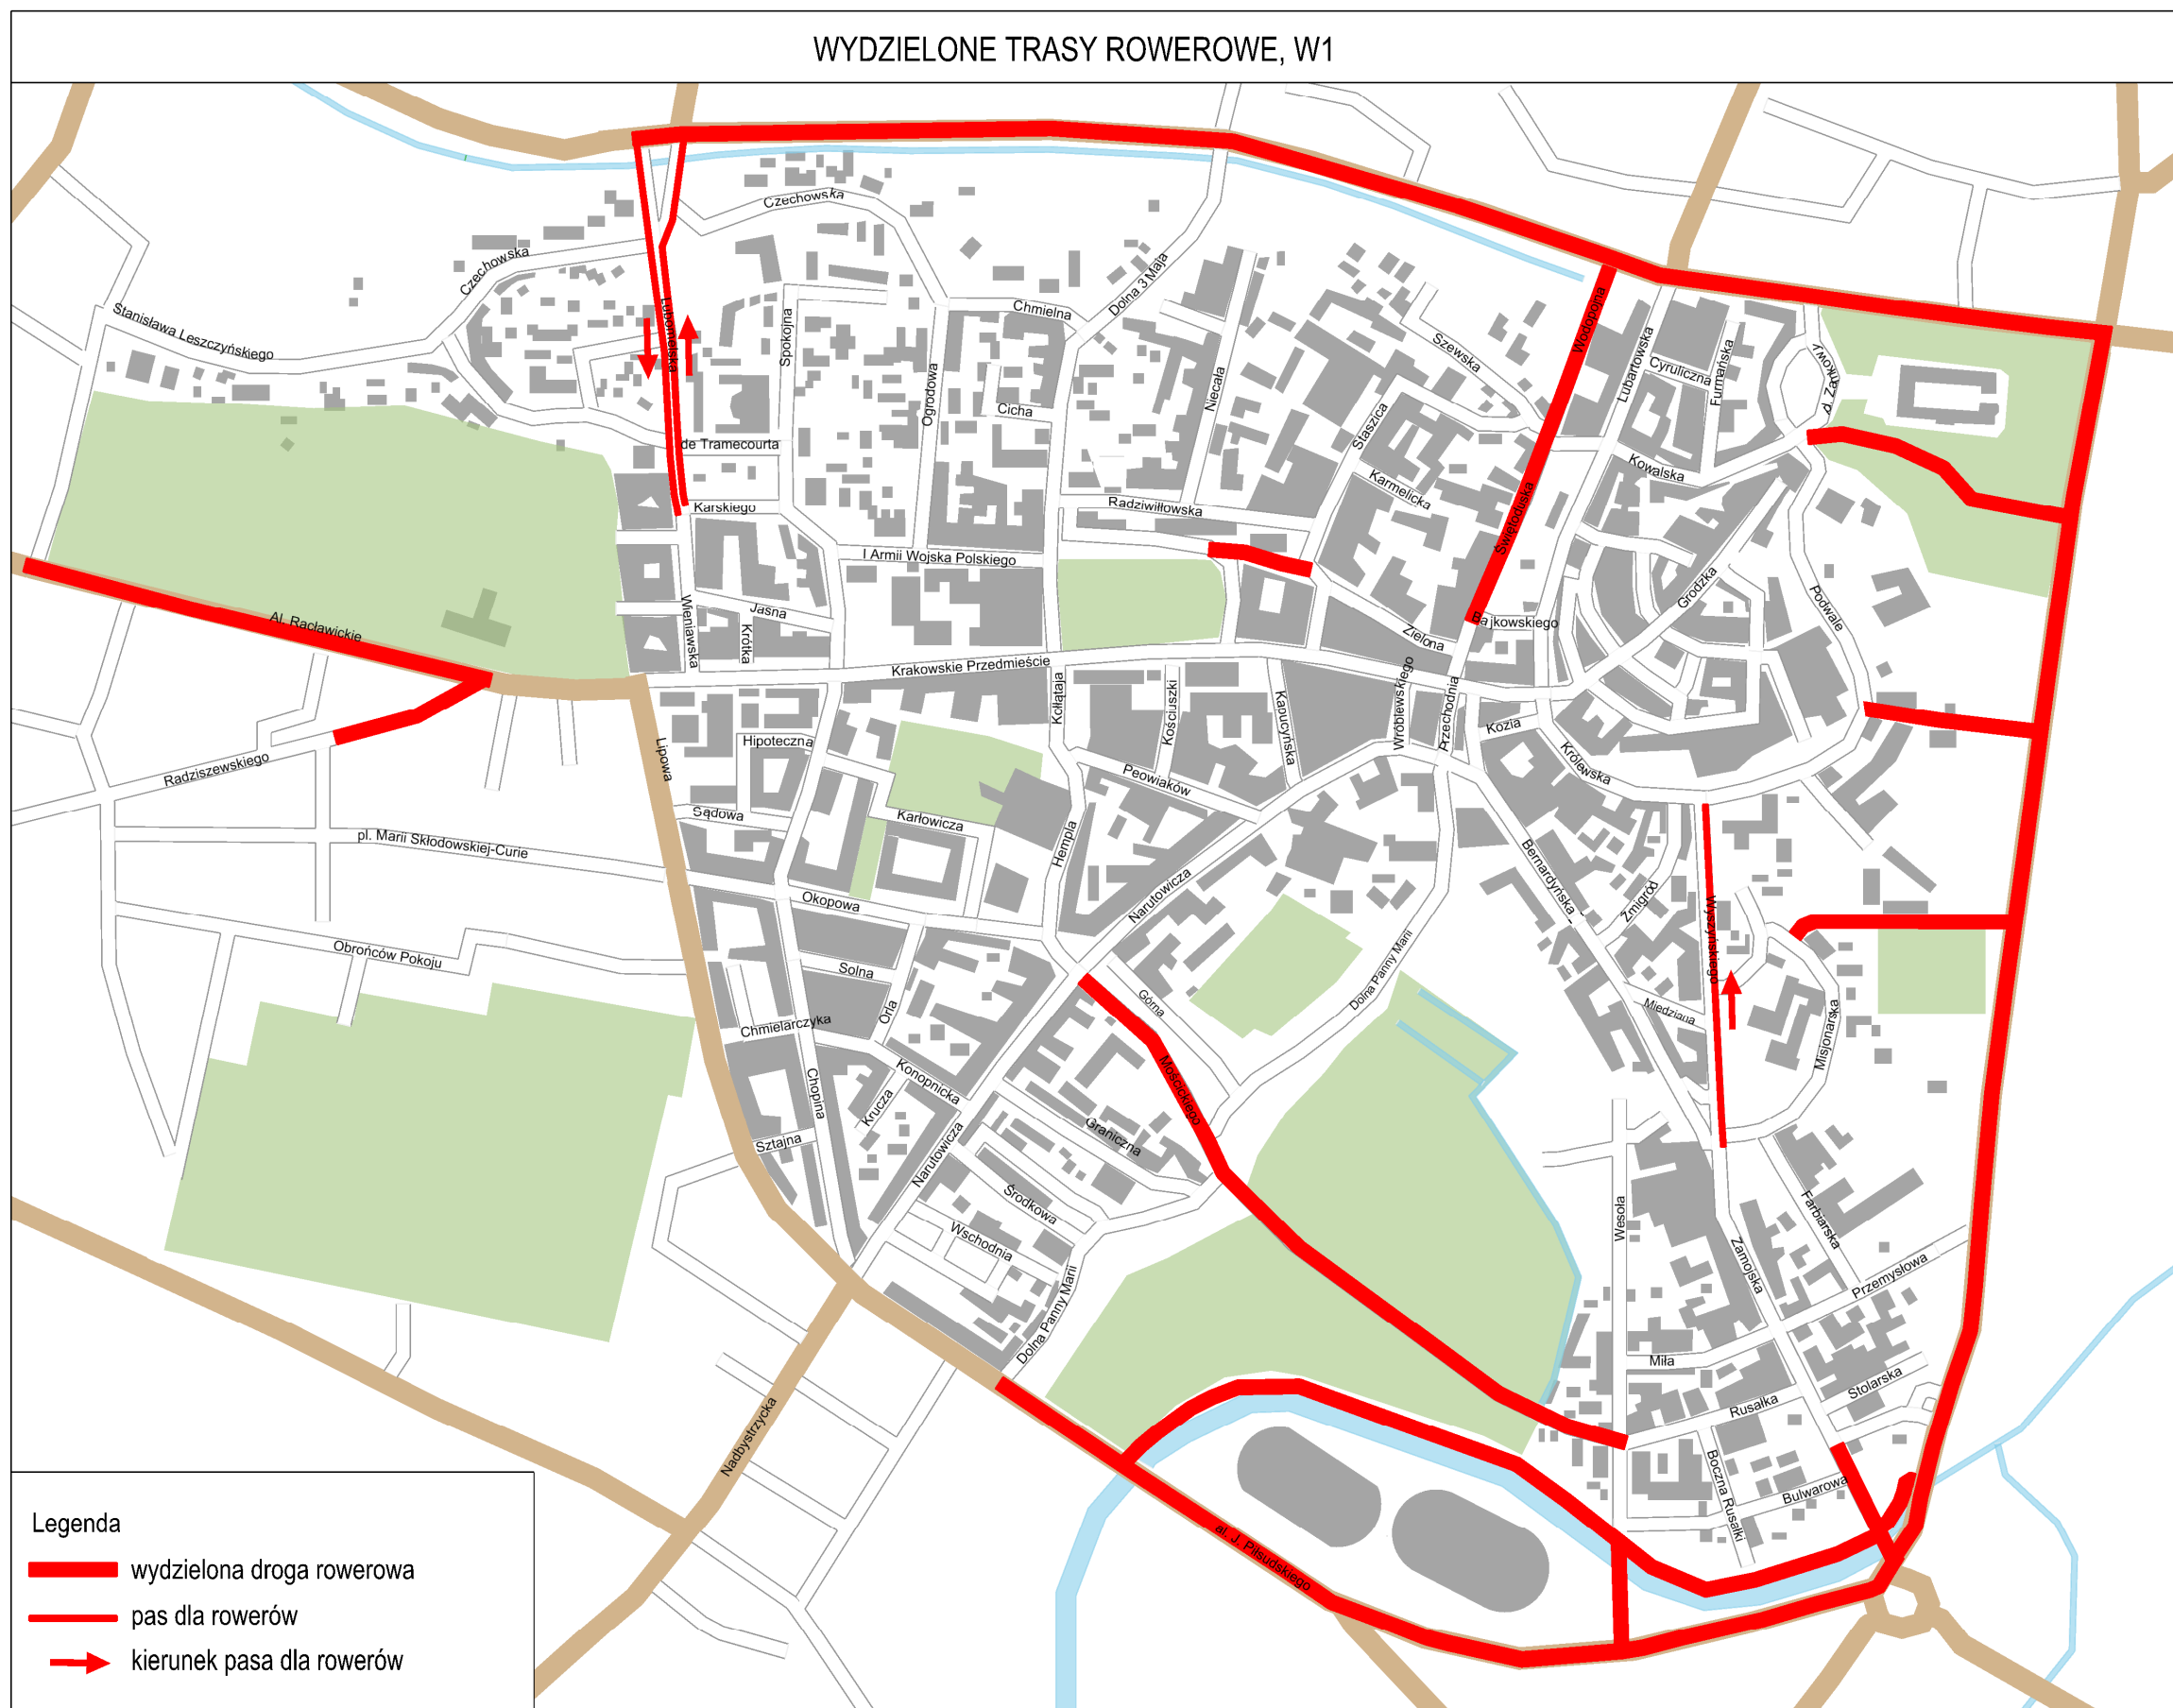 WYDZIELONE TRASY ROWEROWE, W1
Czechowska
Czechowska
Dolna 3 Maja
Stanisława Leszczyńskiego
Lubomelska
Spokojna
Chmielna
Ogrodowa
Cicha
Niecała
Szewska
Wodopojna
Lubartowska
Cyruliczna
Furmańska
pl. Zamkowy
de Tramecourta
Staszica
Karmelicka
Kowalska
Karskiego
Radziwiłłowska
Świętoduska
I Armii Wojska Polskiego
Al. Racławickie
Wieniawska
Jasna
Krótka
Grodzka
Podwale
Bajkowskiego
Zielona
Krakowskie Przedmieście
Kołłątaja
Kościuszki
Kapucyńska
Wróblewskiego
Przechodnia
Kozia
Królewska
Radziszewskiego
Lipowa
Hipoteczna
Peowiaków
Sądowa
Karłowicza
Hempla
pl. Marii Skłodowskiej-Curie
Narutowicza
Bernardyńska
Żmigród
Wyszyńskiego
Okopowa
Obrońców Pokoju
Solna
Orla
Górna
Dolna Panny Marii
Miedziana
Misjonarska
Chmielarczyka
Chopina
Konopnicka
Krucza
Mościckiego
Graniczna
Sztajna
Narutowicza
Środkowa
Wschodnia
Wesoła
Farbiarska
Zamojska
Przemysłowa
Dolna Panny Marii
Miła
Rusałka
Stolarska
Nadbystrzycka
Boczna Rusałki
Bulwarowa
al. J. Piłsudskiego
Legenda
wydzielona droga rowerowa
pas dla rowerów
kierunek pasa dla rowerów